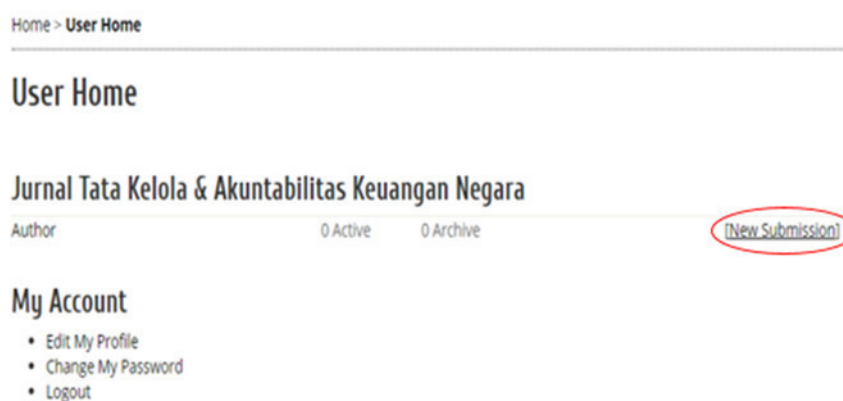 Home > User Home
User Home
Jurnal Tata Kelola & Akuntabilitas Keuangan Negara
Author 0 Active 0 Archive [New Submission]
My Account
• Edit My Profile
• Change My Password
• Logout